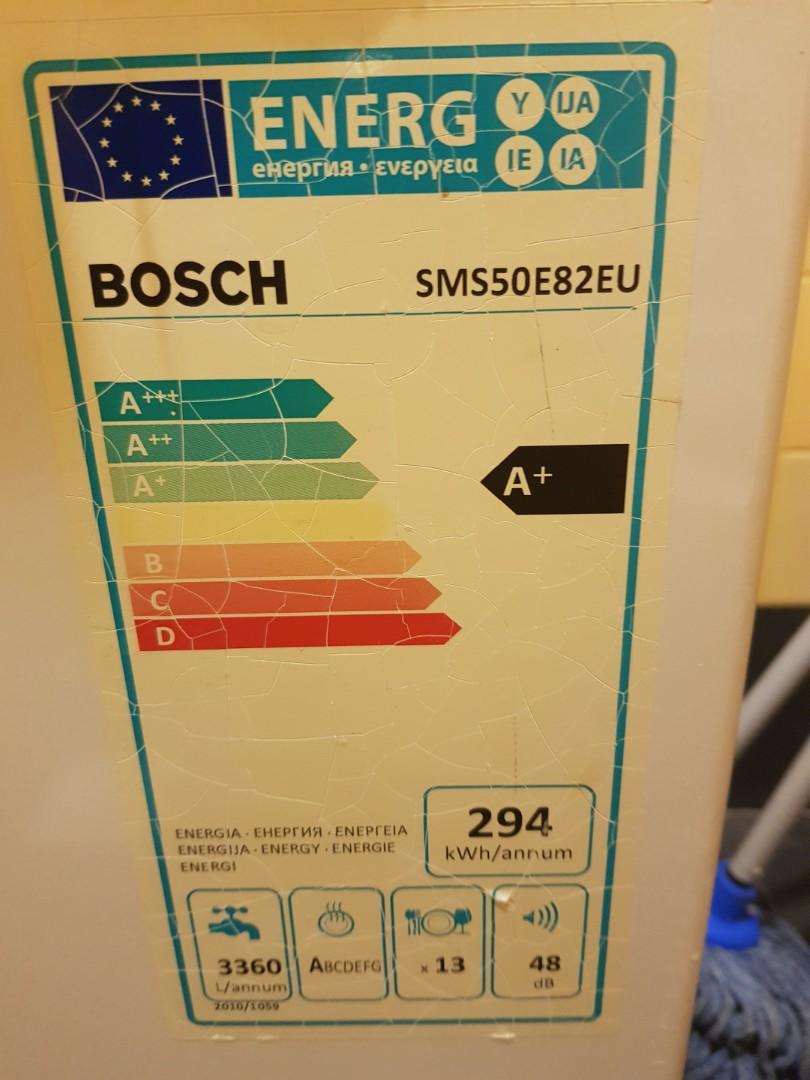 ENERG Y IJA
енергия · ενεργεια IE IA
BOSCH SMS50E82EU
A+++
A++
A+
A+
B
C
D
294
kWh/annum
ENERGIA · ЕНЕРГИЯ · ΕΝΕΡΓΕΙΑ
ENERGIJA · ENERGY · ENERGIE
ENERGI
3360
L/annum
ABCDEFG
x 13
48
dB
2010/1059